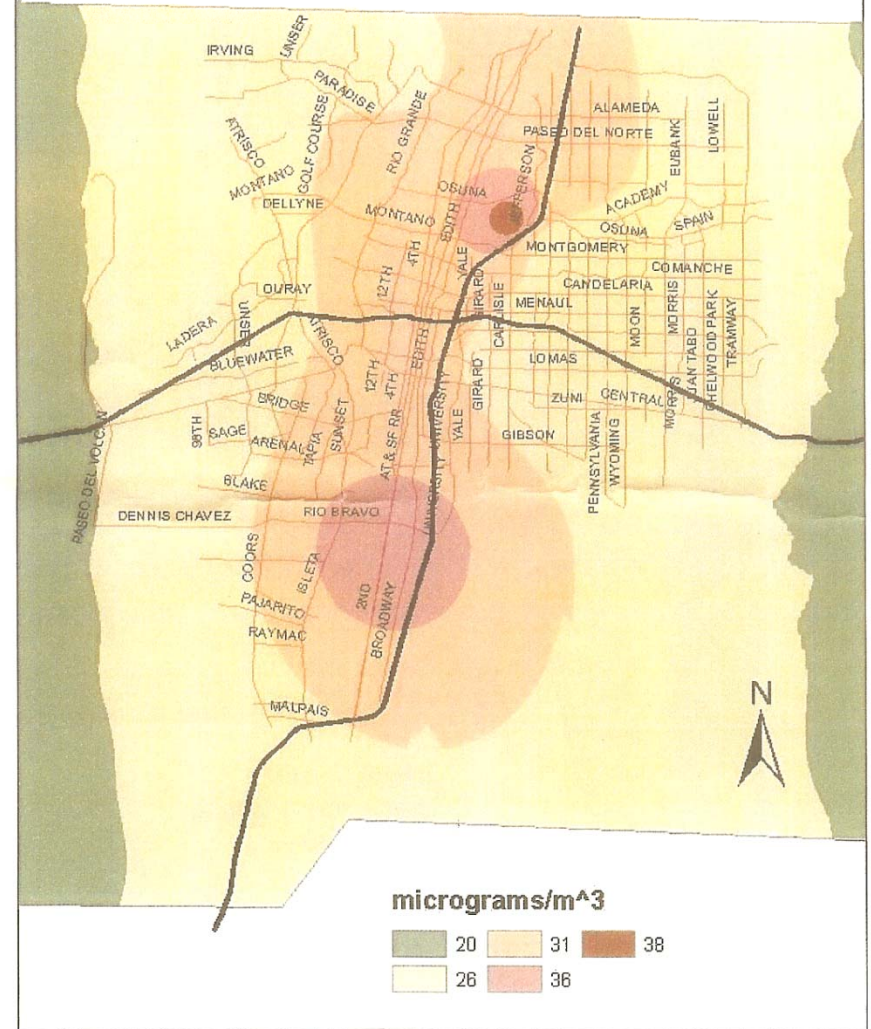 UNSER
IRVING
PARADISE
ALAMEDA
LOWELL
GOLF COURSE
RIO GRANDE
PASEO DEL NORTE
EUBANK
ATRISCO
MONTANO
OSUNA
JEFFERSON
ACADEMY
DELLYNE
MONTANO
EDITH
SPAIN
OSUNA
4TH
YALE
MONTGOMERY
COMANCHE
12TH
GIRARD
CANDELARIA
OURAY
CARLISLE
MENAUL
MORRIS
MOON
UNSER
LADERA
ATRISCO
EDITH
JUAN TABO
CHELWOOD PARK
TRAMWAY
BLUEWATER
LOMAS
12TH
4TH
GIRARD
BRIDGE
ZUNI
CENTRAL
MORRIS
SUNSET
UNIVERSITY
YALE
98TH
SAGE
ARENAL
TAPIA
AT & SF RR
GIBSON
PENNSYLVANIA
WYOMING
PASEO DEL VOLCAN
BLAKE
UNIVERSITY
DENNIS CHAVEZ
RIO BRAVO
COORS
ISLETA
2ND
BROADWAY
PAJARITO
RAYMAC
MALPAIS
N
micrograms/m^3
20 31 38
26 36